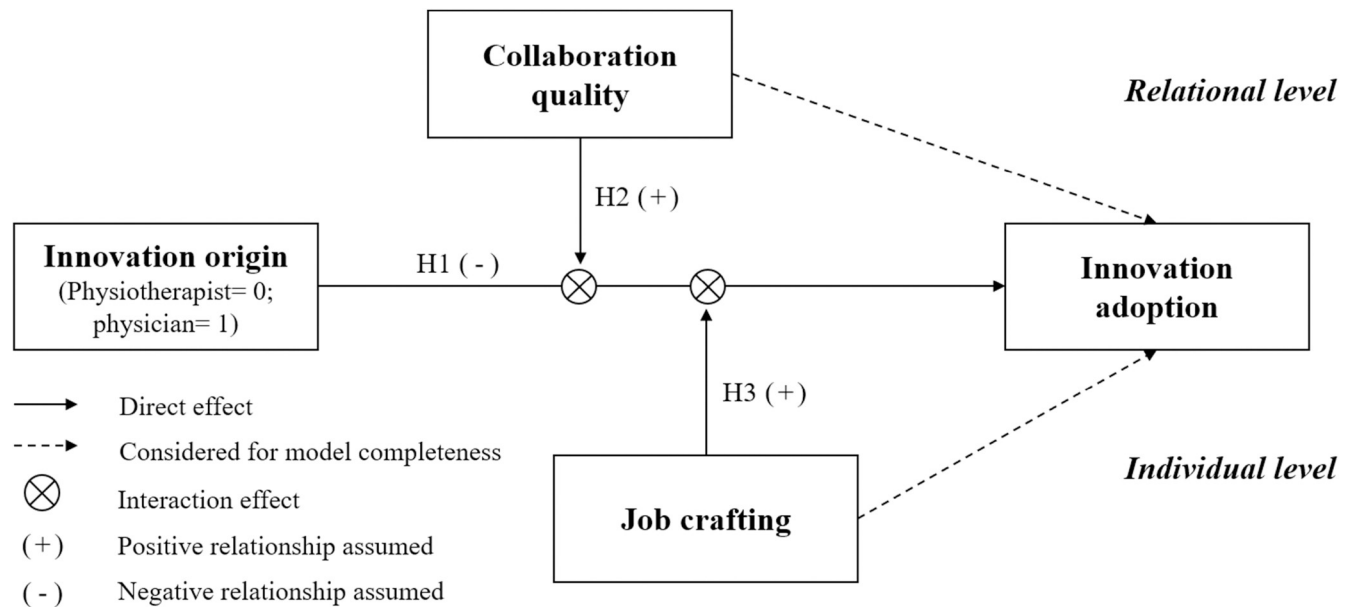 Collaboration
quality
Relational level
H2 (+)
Innovation origin
(Physiotherapist= 0;
physician= 1)
H1 (-)
Innovation
adoption
H3 (+)
Direct effect
Considered for model completeness
Interaction effect
(+) Positive relationship assumed
(-) Negative relationship assumed
Job crafting
Individual level